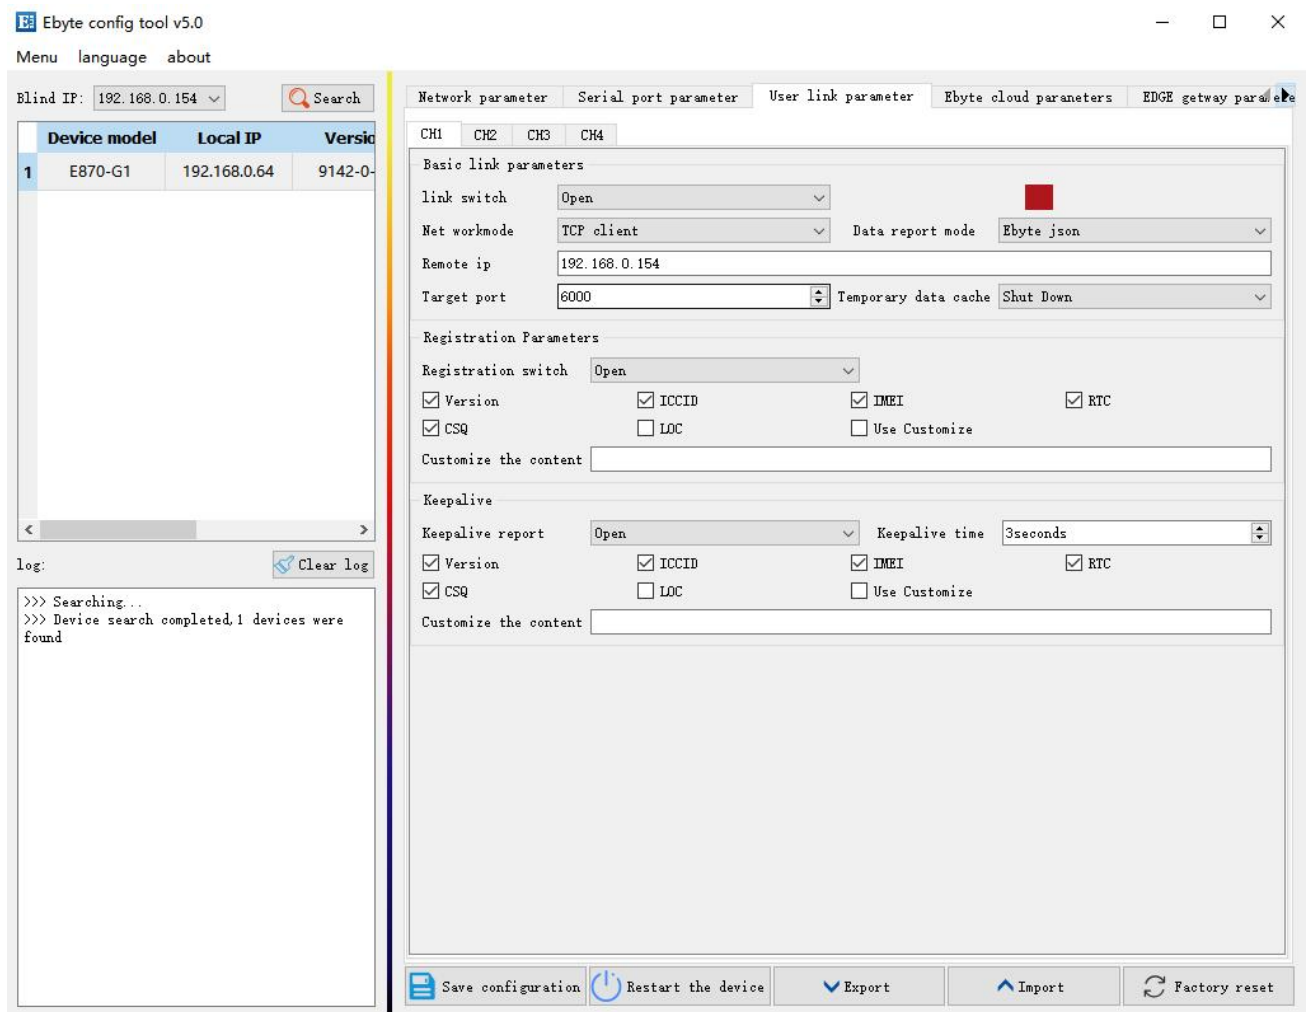 Ebyte config tool v5.0
Menu language about
Blind IP: 192.168.0.154 Search
Device model Local IP Versio
1 E870-G1 192.168.0.64 9142-0-
log: Clear log
>>> Searching...
>>> Device search completed,1 devices were
found
Network parameter Serial port parameter User link parameter Ebyte cloud paraneters EDGE getway
CH1 CH2 CH3 CH4
Basic link parameters
link switch Open
Net workmode TCP client Data report mode Ebyte json
Remote ip 192.168.0.154
Target port 6000 Temporary data cache Shut Down
Registration Parameters
Registration switch Open
Version ICCID IMEI RTC
CSQ LOC Use Customize
Customize the content
Keepalive
Keepalive report Open Keepalive time 3seconds
Version ICCID IMEI RTC
CSQ LOC Use Customize
Customize the content
Save configuration Restart the device Export Import Factory reset